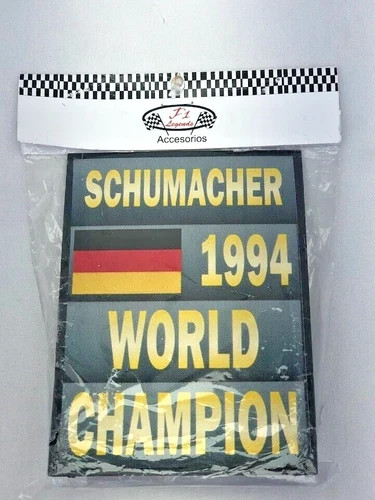 F1
Legends
Accesorios
SCHUMACHER
1994
WORLD
CHAMPION